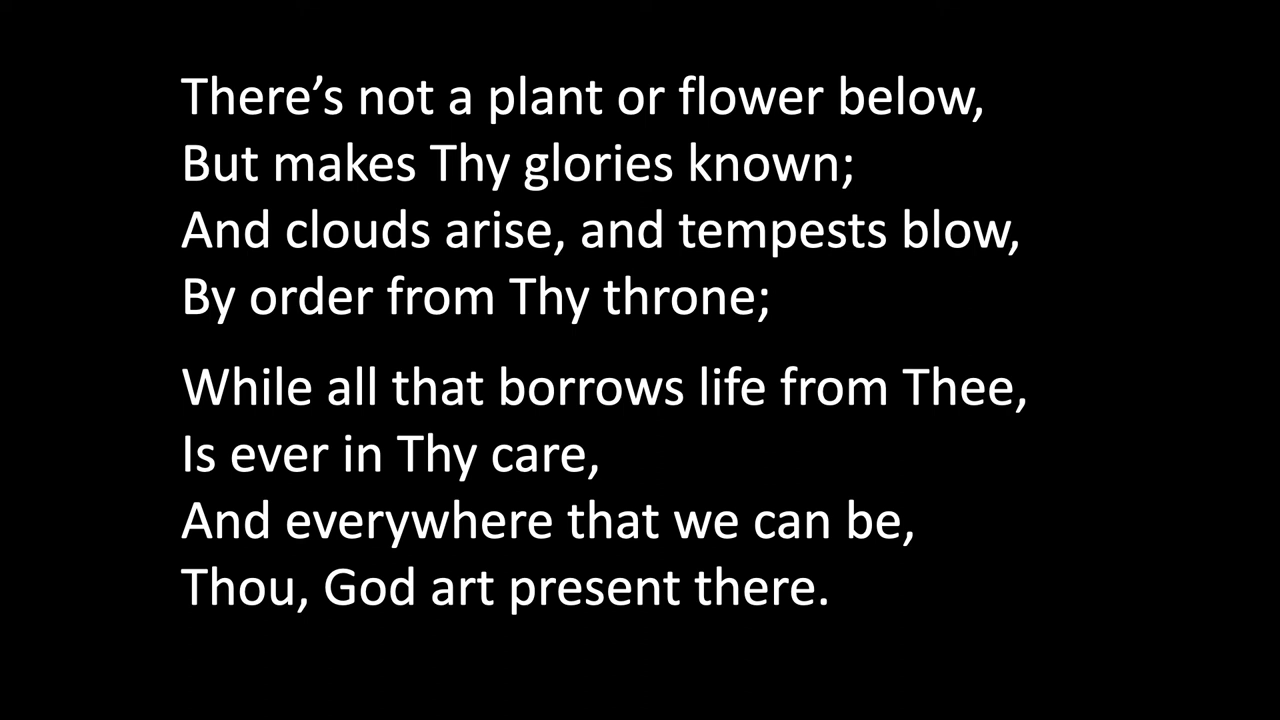 There’s not a plant or flower below,
But makes Thy glories known;
And clouds arise, and tempests blow,
By order from Thy throne;
While all that borrows life from Thee,
Is ever in Thy care,
And everywhere that we can be,
Thou, God art present there.